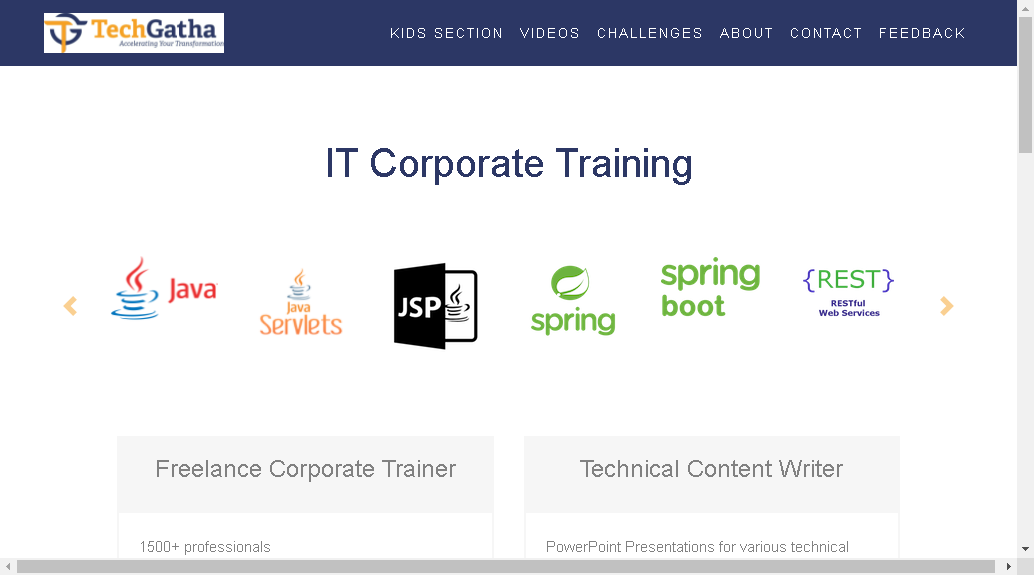 TechGatha
Accelerating Your Transformation
KIDS SECTION VIDEOS CHALLENGES ABOUT CONTACT FEEDBACK
IT Corporate Training
Java
Java
Servlets
JSP
spring
spring
boot
{REST}
RESTful
Web Services
Freelance Corporate Trainer
Technical Content Writer
1500+ professionals
PowerPoint Presentations for various technical